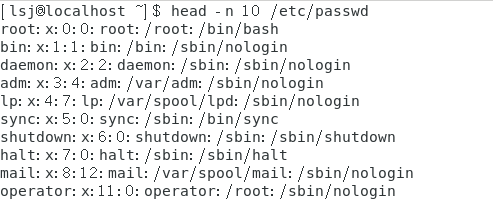 [lsj@localhost ~]$ head -n 10 /etc/passwd
root:x:0:0:root:/root:/bin/bash
bin:x:1:1:bin:/bin:/sbin/nologin
daemon:x:2:2:daemon:/sbin:/sbin/nologin
adm:x:3:4:adm:/var/adm:/sbin/nologin
lp:x:4:7:lp:/var/spool/lpd:/sbin/nologin
sync:x:5:0:sync:/sbin:/bin/sync
shutdown:x:6:0:shutdown:/sbin:/sbin/shutdown
halt:x:7:0:halt:/sbin:/sbin/halt
mail:x:8:12:mail:/var/spool/mail:/sbin/nologin
operator:x:11:0:operator:/root:/sbin/nologin